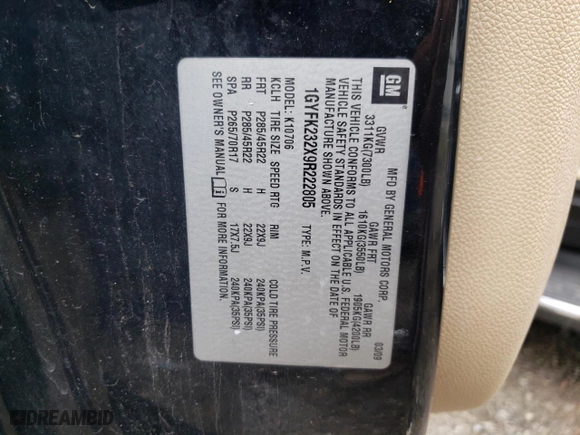 GM
MFD BY GENERAL MOTORS CORP. 03/09
GVWR GAWR FRT GAWR RR
3311KG(7300LB) 1610KG(3550LB) 1905KG(4200LB)
THIS VEHICLE CONFORMS TO ALL APPLICABLE U.S. FEDERAL MOTOR
VEHICLE SAFETY STANDARDS IN EFFECT ON THE DATE OF
MANUFACTURE SHOWN ABOVE.
1GYFK232X9R222805 TYPE: M.P.V.
MODEL: K10706
KCLH TIRE SIZE SPEED RTG RIM COLD TIRE PRESSURE
FRT P285/45R22 H 22X9J 240KPA(35PSI)
RR P285/45R22 H 22X9J 240KPA(35PSI)
SPA P265/70R17 S 17X7.5J 240KPA(35PSI)
SEE OWNER'S MANUAL i FOR MORE INFORMATION.
DREAMBID